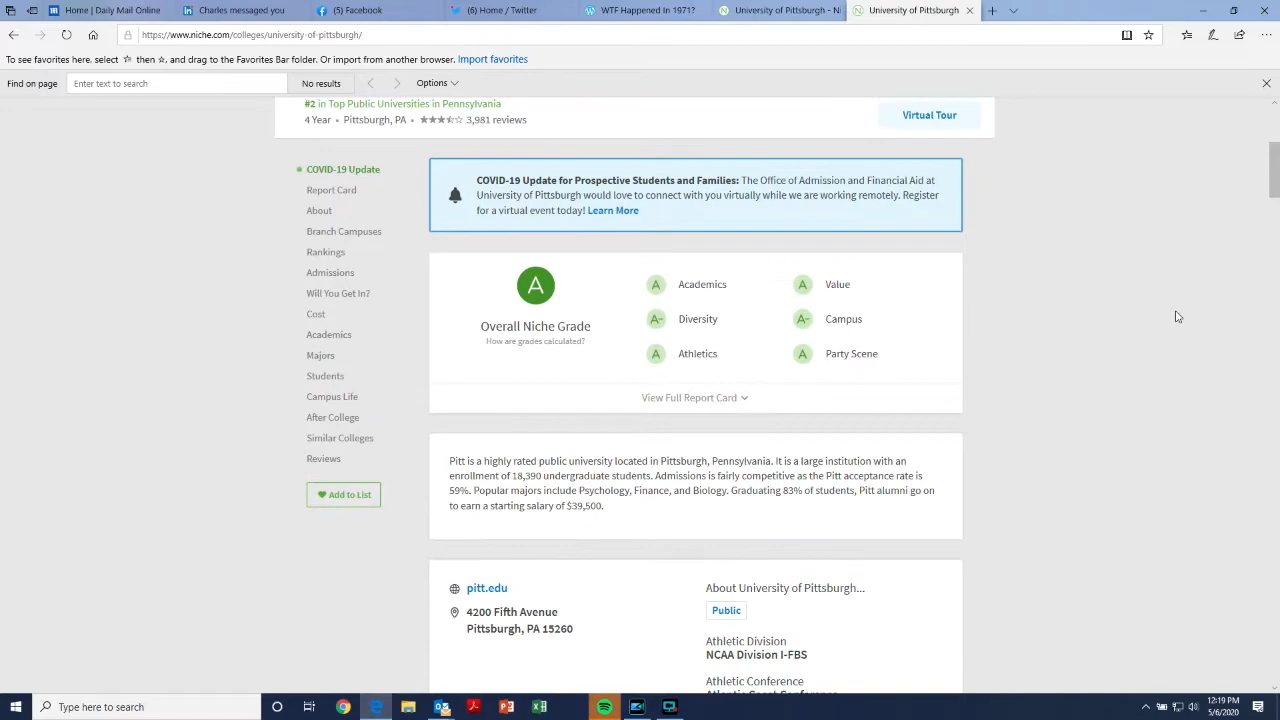 Home | Daily Mail Online
Charles messaged you
(5) Facebook
(6) Home / Twitter
WTF Happened In 1971?
University of Pittsburgh - Ni
University of Pittsburgh
https://www.niche.com/colleges/university-of-pittsburgh/
To see favorites here, select ☆ then ☆, and drag to the Favorites Bar folder. Or import from another browser. Import favorites
Find on page
Enter text to search
No results
Options
#2 in Top Public Universities in Pennsylvania
4 Year • Pittsburgh, PA • 3,981 reviews
Virtual Tour
COVID-19 Update
Report Card
About
Branch Campuses
Rankings
Admissions
Will You Get In?
Cost
Academics
Majors
Students
Campus Life
After College
Similar Colleges
Reviews
Add to List
COVID-19 Update for Prospective Students and Families: The Office of Admission and Financial Aid at
University of Pittsburgh would love to connect with you virtually while we are working remotely. Register
for a virtual event today! Learn More
A
Overall Niche Grade
How are grades calculated?
A Academics
A Value
A- Diversity
A- Campus
A Athletics
A Party Scene
View Full Report Card
Pitt is a highly rated public university located in Pittsburgh, Pennsylvania. It is a large institution with an
enrollment of 18,390 undergraduate students. Admissions is fairly competitive as the Pitt acceptance rate is
59%. Popular majors include Psychology, Finance, and Biology. Graduating 83% of students, Pitt alumni go on
to earn a starting salary of $39,500.
pitt.edu
4200 Fifth Avenue
Pittsburgh, PA 15260
About University of Pittsburgh...
Public
Athletic Division
NCAA Division I-FBS
Athletic Conference
Atlantic Coast Conference
Type here to search
12:19 PM
5/6/2020